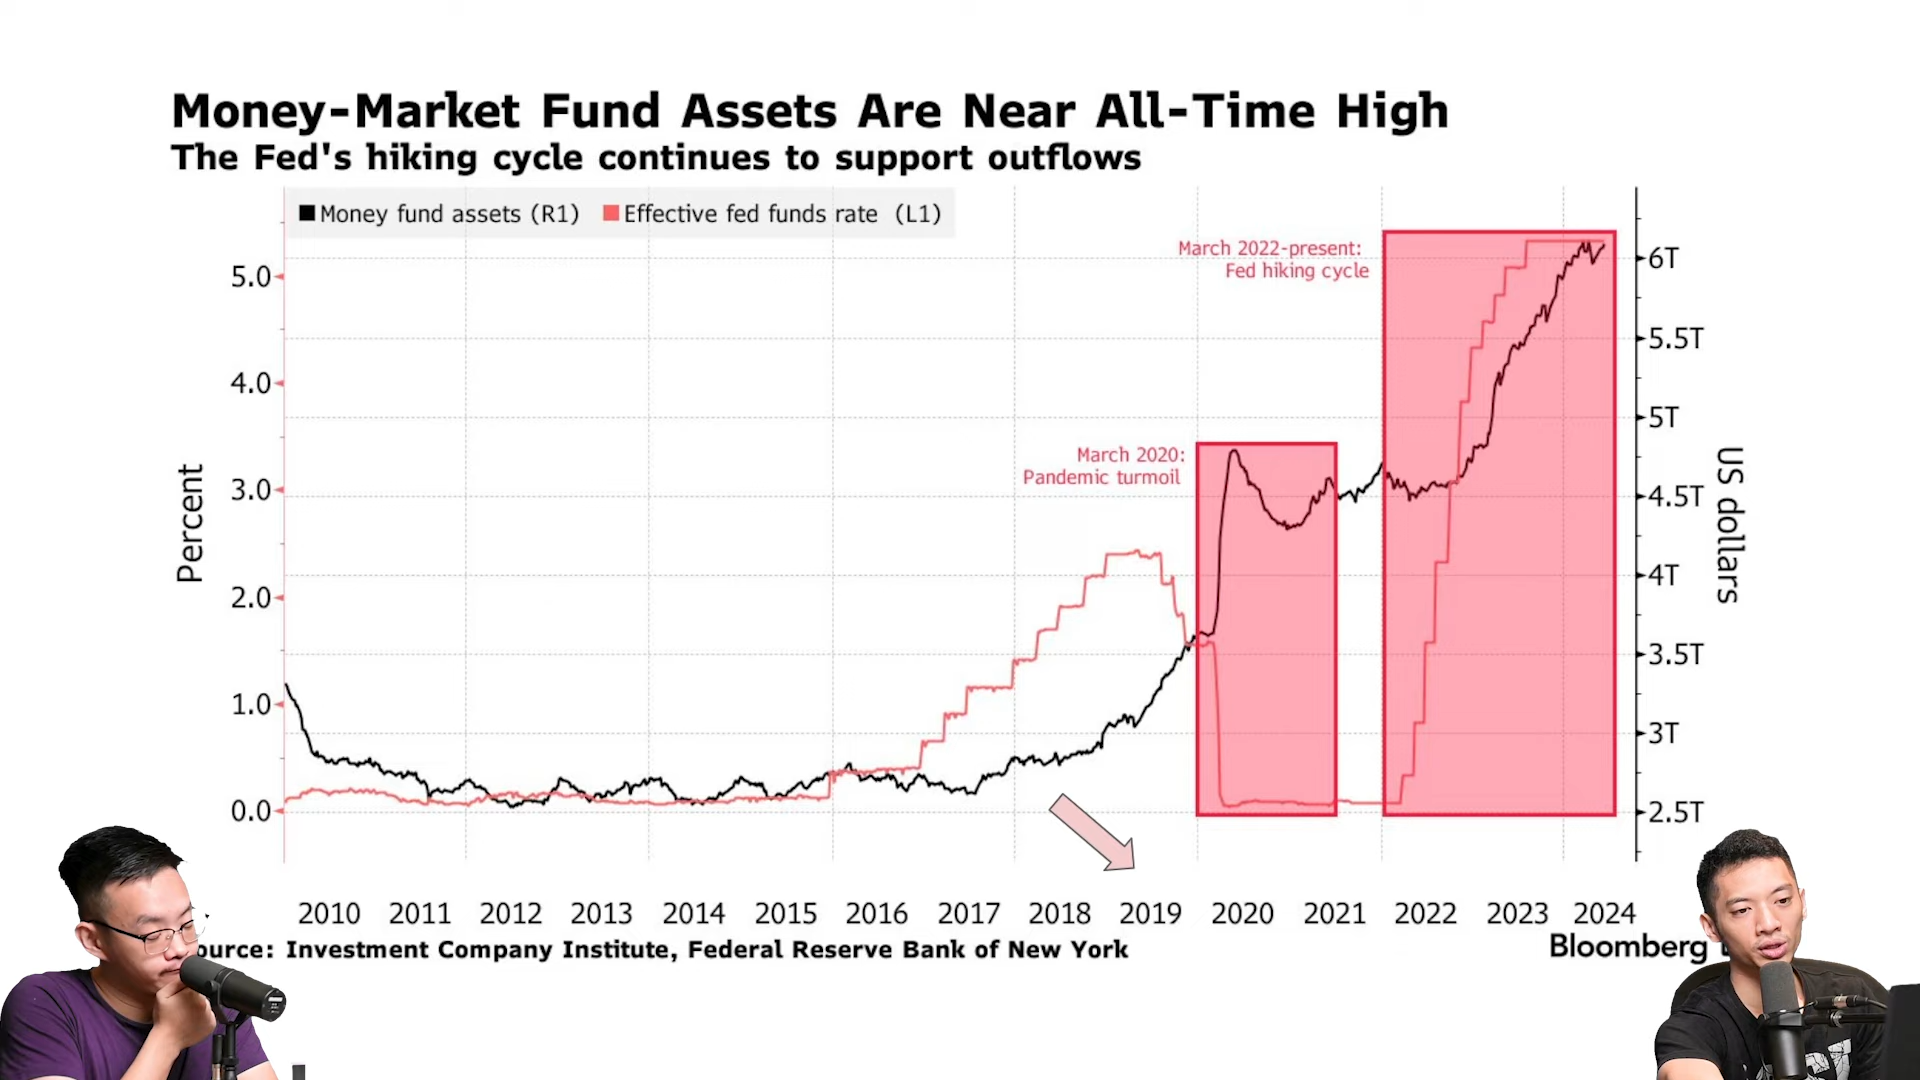 Money-Market Fund Assets Are Near All-Time High
The Fed's hiking cycle continues to support outflows
Money fund assets (R1) Effective fed funds rate (L1)
March 2022-present:
Fed hiking cycle
March 2020:
Pandemic turmoil
Percent
5.0
4.0
3.0
2.0
1.0
0.0
6T
5.5T
5T
4.5T
4T
3.5T
3T
2.5T
US dollars
2010 2011 2012 2013 2014 2015 2016 2017 2018 2019 2020 2021 2022 2023 2024
ource: Investment Company Institute, Federal Reserve Bank of New York
Bloomberg